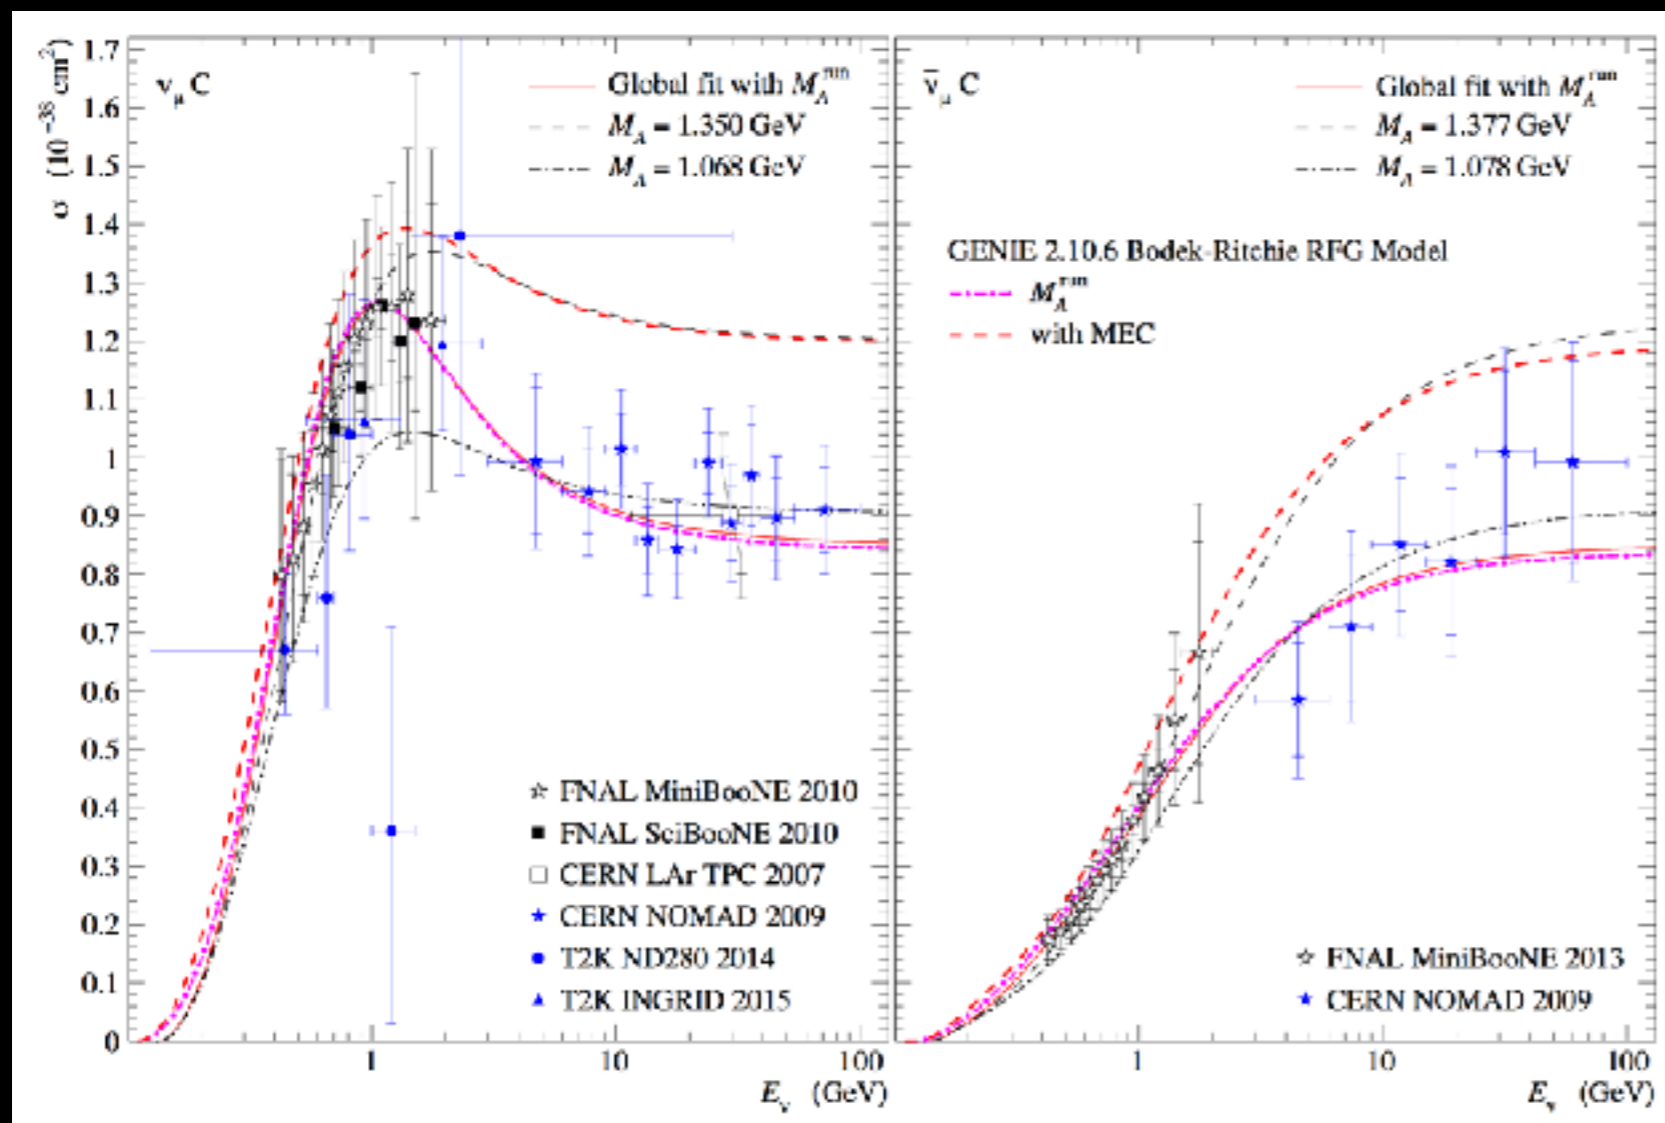 σ (10⁻³⁸ cm²)
1.7
1.6
1.5
1.4
1.3
1.2
1.1
1
0.9
0.8
0.7
0.6
0.5
0.4
0.3
0.2
0.1
0
ν_μ C
Global fit with M_A^run
M_A = 1.350 GeV
M_A = 1.068 GeV
FNAL MiniBooNE 2010
FNAL SciBooNE 2010
CERN LAr TPC 2007
CERN NOMAD 2009
T2K ND280 2014
T2K INGRID 2015
1 10 100
E_ν (GeV)
ν̄_μ C
Global fit with M_A^run
M_A = 1.377 GeV
M_A = 1.078 GeV
GENIE 2.10.6 Bodek-Ritchie RFG Model
M_A^run
with MEC
FNAL MiniBooNE 2013
CERN NOMAD 2009
1 10 100
E_ν (GeV)